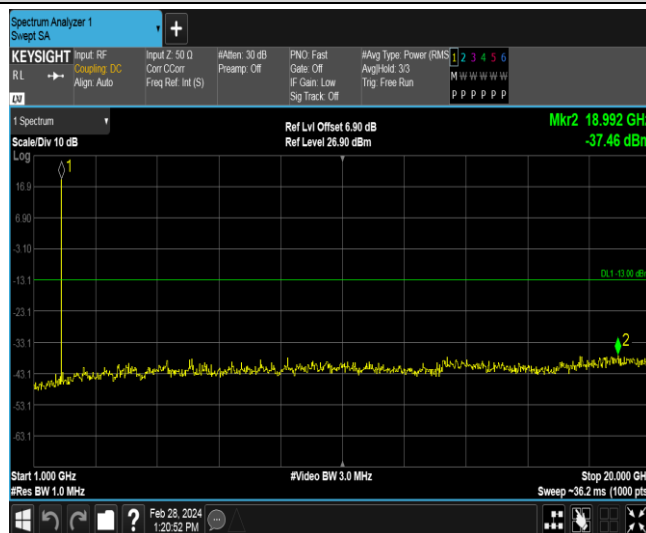 Spectrum Analyzer 1
Swept SA
+
KEYSIGHT
RL
LXI
Input: RF
Coupling: DC
Align: Auto
Input Z: 50 Ω
Corr CCorr
Freq Ref: Int (S)
#Atten: 30 dB
Preamp: Off
PNO: Fast
Gate: Off
IF Gain: Low
Sig Track: Off
#Avg Type: Power (RMS
Avg|Hold: 3/3
Trig: Free Run
1 2 3 4 5 6
M W W W W W
P P P P P P
1 Spectrum
Scale/Div 10 dB
Ref Lvl Offset 6.90 dB
Ref Level 26.90 dBm
Mkr2 18.992 GHz
-37.46 dBm
Log
1
16.9
6.90
-3.10
-13.1
DL1 -13.00 dBm
-23.1
-33.1
2
-43.1
-53.1
-63.1
Start 1.000 GHz
#Video BW 3.0 MHz
Stop 20.000 GHz
#Res BW 1.0 MHz
Sweep ~36.2 ms (1000 pts
?
Feb 28, 2024
1:20:52 PM